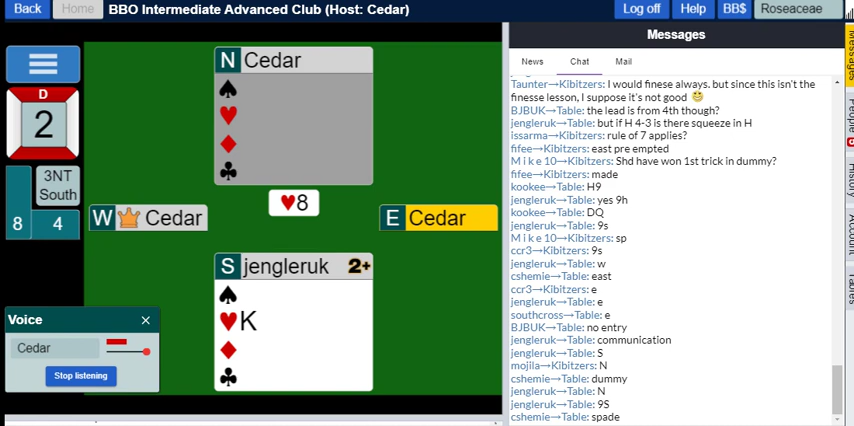 Back
Home
BBO Intermediate Advanced Club (Host: Cedar)
Log off
Help
BB$
Roseaceae
Messages
News
Chat
Mail
Taunter→Kibitzers: I would finese always. but since this isn't the
finesse lesson, I suppose it's not good
BJBUK→Table: the lead is from 4th though?
jengleruk→Table: but if H 4-3 is there squeeze in H
issarma→Kibitzers: rule of 7 applies?
fifee→Kibitzers: east pre empted
M i k e 10→Kibitzers: Shd have won 1st trick in dummy?
fifee→Kibitzers: made
kookee→Table: H9
jengleruk→Table: yes 9h
kookee→Table: DQ
jengleruk→Table: 9s
M i k e 10→Kibitzers: sp
ccr3→Kibitzers: 9s
jengleruk→Table: w
cshemie→Table: east
ccr3→Kibitzers: e
jengleruk→Table: e
southcross→Table: e
BJBUK→Table: no entry
jengleruk→Table: communication
jengleruk→Table: S
mojila→Kibitzers: N
cshemie→Table: dummy
jengleruk→Table: N
jengleruk→Table: 9S
cshemie→Table: spade
Messages
People
History
Account
Tables
D
2
3NT
South
8
4
N Cedar
♠
♥
♦
♣
♥8
W Cedar
E Cedar
S jengleruk 2+
♠
♥K
♦
♣
Voice
×
Cedar
Stop listening